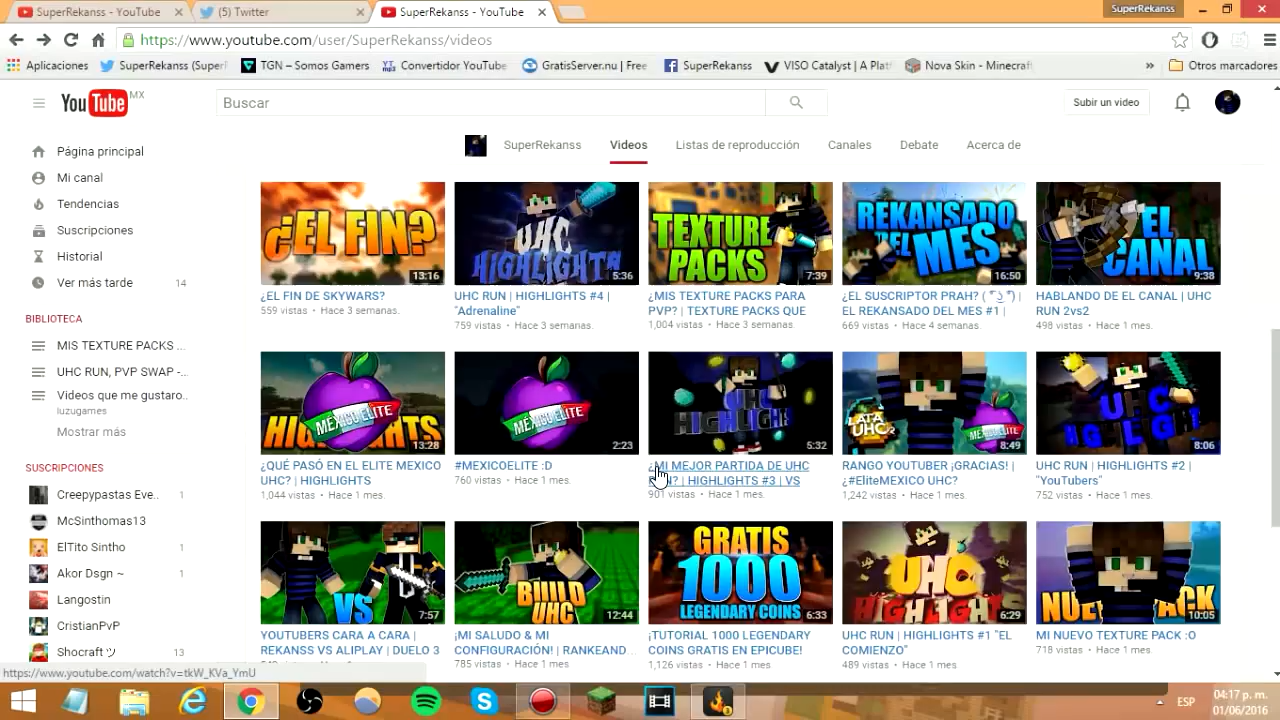 SuperRekanss - YouTube
(5) Twitter
SuperRekanss - YouTube
SuperRekanss
https://www.youtube.com/user/SuperRekanss/videos
Aplicaciones
SuperRekanss (Superl
TGN – Somos Gamers
Convertidor YouTube
GratisServer.nu | Free
SuperRekanss
VISO Catalyst | A Plat
Nova Skin - Minecraft
Otros marcadores
YouTube MX
Buscar
Subir un video
SuperRekanss
Videos
Listas de reproducción
Canales
Debate
Acerca de
Página principal
Mi canal
Tendencias
Suscripciones
Historial
Ver más tarde 14
BIBLIOTECA
MIS TEXTURE PACKS ...
UHC RUN, PVP SWAP -...
Videos que me gustaro..
luzugames
Mostrar más
SUSCRIPCIONES
Creepypastas Eve.. 1
McSinthomas13
ElTito Sintho 1
Akor Dsgn ~ 1
Langostin
CristianPvP
Shocraft ツ 13
¿EL FIN?
13:16
¿EL FIN DE SKYWARS?
559 vistas • Hace 3 semanas.
UHC
HIGHLIGHTS
5:36
UHC RUN | HIGHLIGHTS #4 |
"Adrenaline"
759 vistas • Hace 3 semanas.
TEXTURE
PACKS
7:39
¿MIS TEXTURE PACKS PARA
PVP? | TEXTURE PACKS QUE
1,004 vistas • Hace 3 semanas.
REKANSADO
DEL MES
16:50
¿EL SUSCRIPTOR PRAH? ( ͡° ͜ʖ ͡°) |
EL REKANSADO DEL MES #1 |
669 vistas • Hace 4 semanas.
EL
CANAL
9:38
HABLANDO DE EL CANAL | UHC
RUN 2vs2
498 vistas • Hace 1 mes.
MEXICO ELITE
HIGHLIGHTS
13:28
¿QUÉ PASÓ EN EL ELITE MEXICO
UHC? | HIGHLIGHTS
1,044 vistas • Hace 1 mes.
MEXICO ELITE
2:23
#MEXICOELITE :D
760 vistas • Hace 1 mes.
UHC
HIGHLIGH
5:32
¿MI MEJOR PARTIDA DE UHC
? | HIGHLIGHTS #3 | VS
901 vistas • Hace 1 mes.
LATA
UHC
MEXICO ELITE
8:49
RANGO YOUTUBER ¡GRACIAS! |
¿#EliteMEXICO UHC?
1,242 vistas • Hace 1 mes.
UHC
HIGHLIGHT
8:06
UHC RUN | HIGHLIGHTS #2 |
"YouTubers"
752 vistas • Hace 1 mes.
VS
7:57
YOUTUBERS CARA A CARA |
REKANSS VS ALIPLAY | DUELO 3
BUILD
UHC
12:44
¡MI SALUDO & MI
CONFIGURACIÓN! | RANKEAND
785 vistas • Hace 1 mes.
GRATIS
1000
LEGENDARY COINS
6:33
¡TUTORIAL 1000 LEGENDARY
COINS GRATIS EN EPICUBE!
1,126 vistas • Hace 1 mes.
UHC
HIGHLIGHTS
6:29
UHC RUN | HIGHLIGHTS #1 "EL
COMIENZO"
489 vistas • Hace 1 mes.
10:05
MI NUEVO TEXTURE PACK :O
718 vistas • Hace 1 mes.
https://www.youtube.com/watch?v=tkW_KVa_YmU
ESP
04:17 p.m.
01/06/2016